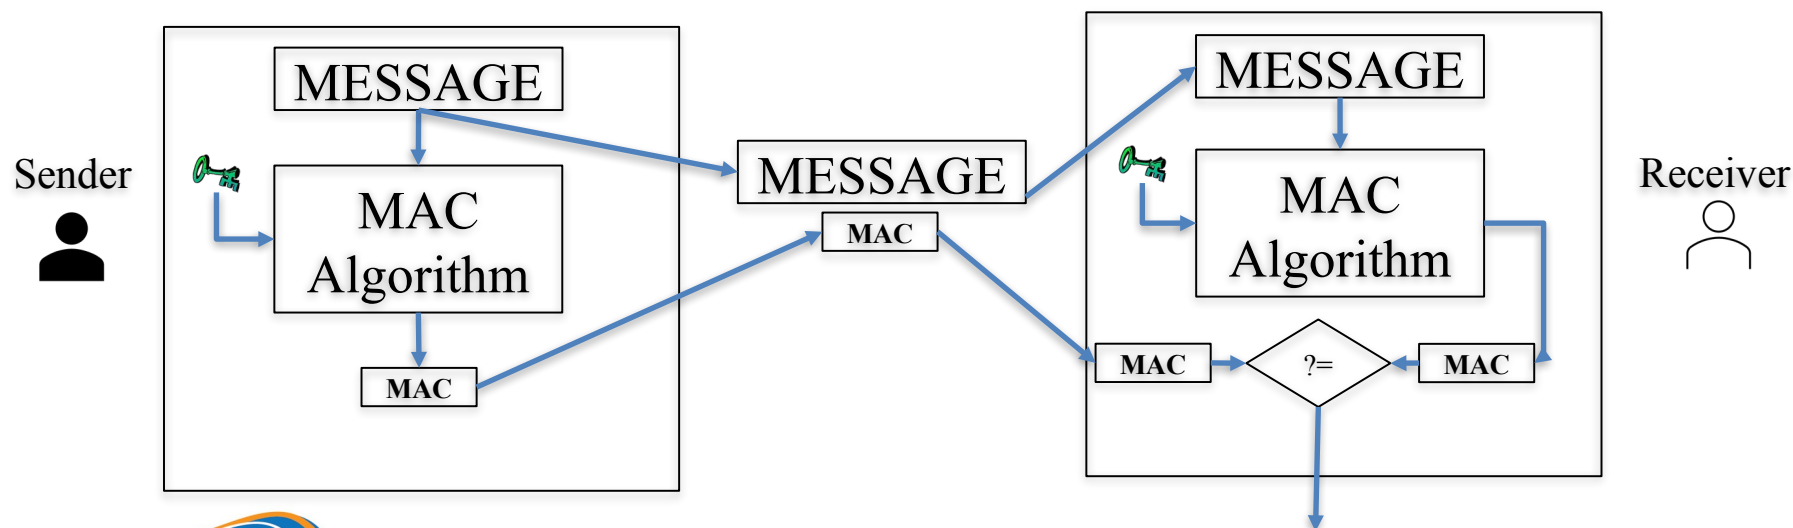 Sender
MESSAGE
MAC
Algorithm
MAC
MESSAGE
MAC
MESSAGE
MAC
Algorithm
MAC
?=
MAC
Receiver